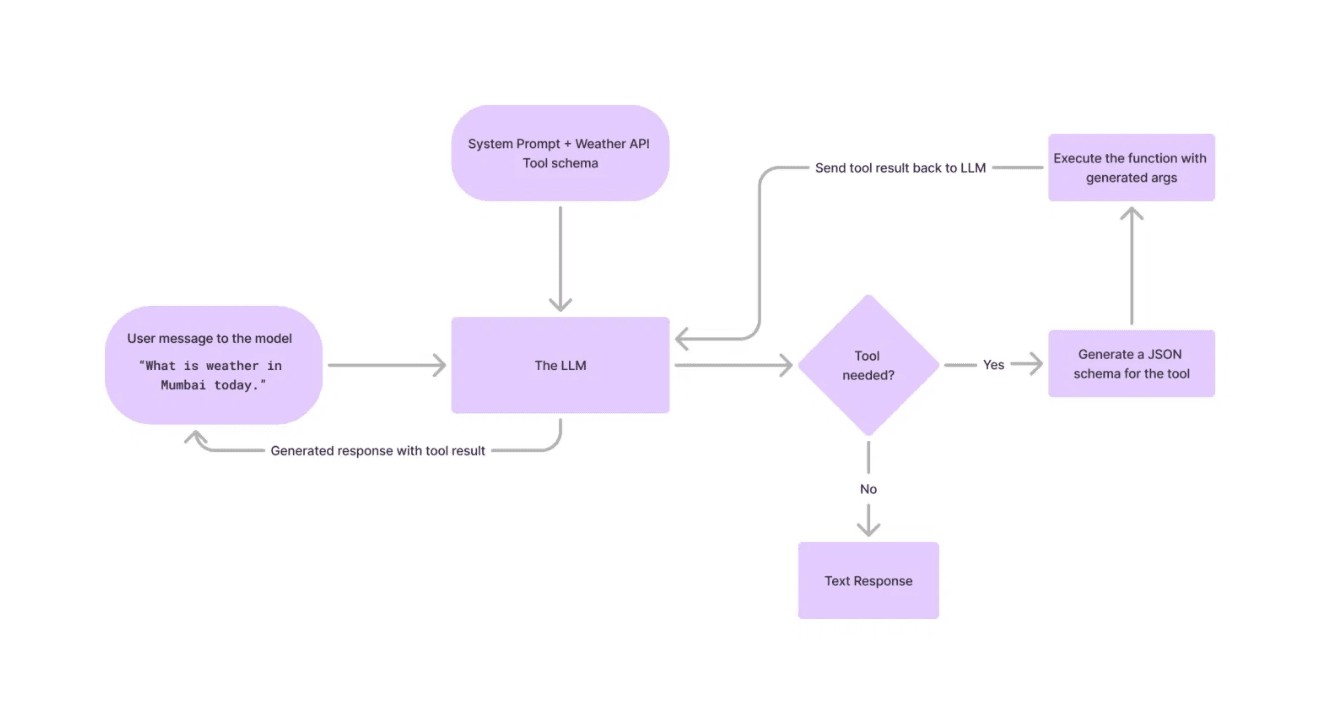 System Prompt + Weather API
Tool schema
Send tool result back to LLM
Execute the function with
generated args
User message to the model
“What is weather in
Mumbai today.”
The LLM
Tool
needed?
Yes
Generate a JSON
schema for the tool
Generated response with tool result
No
Text Response